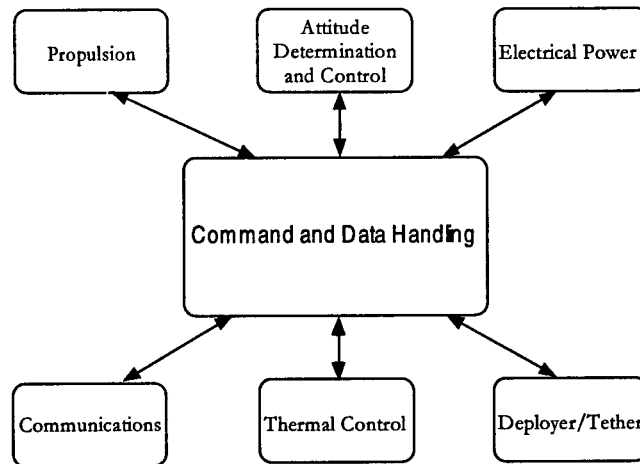 Propulsion
Attitude
Determination
and Control
Electrical Power
Command and Data Handling
Communications
Thermal Control
Deployer/Tether